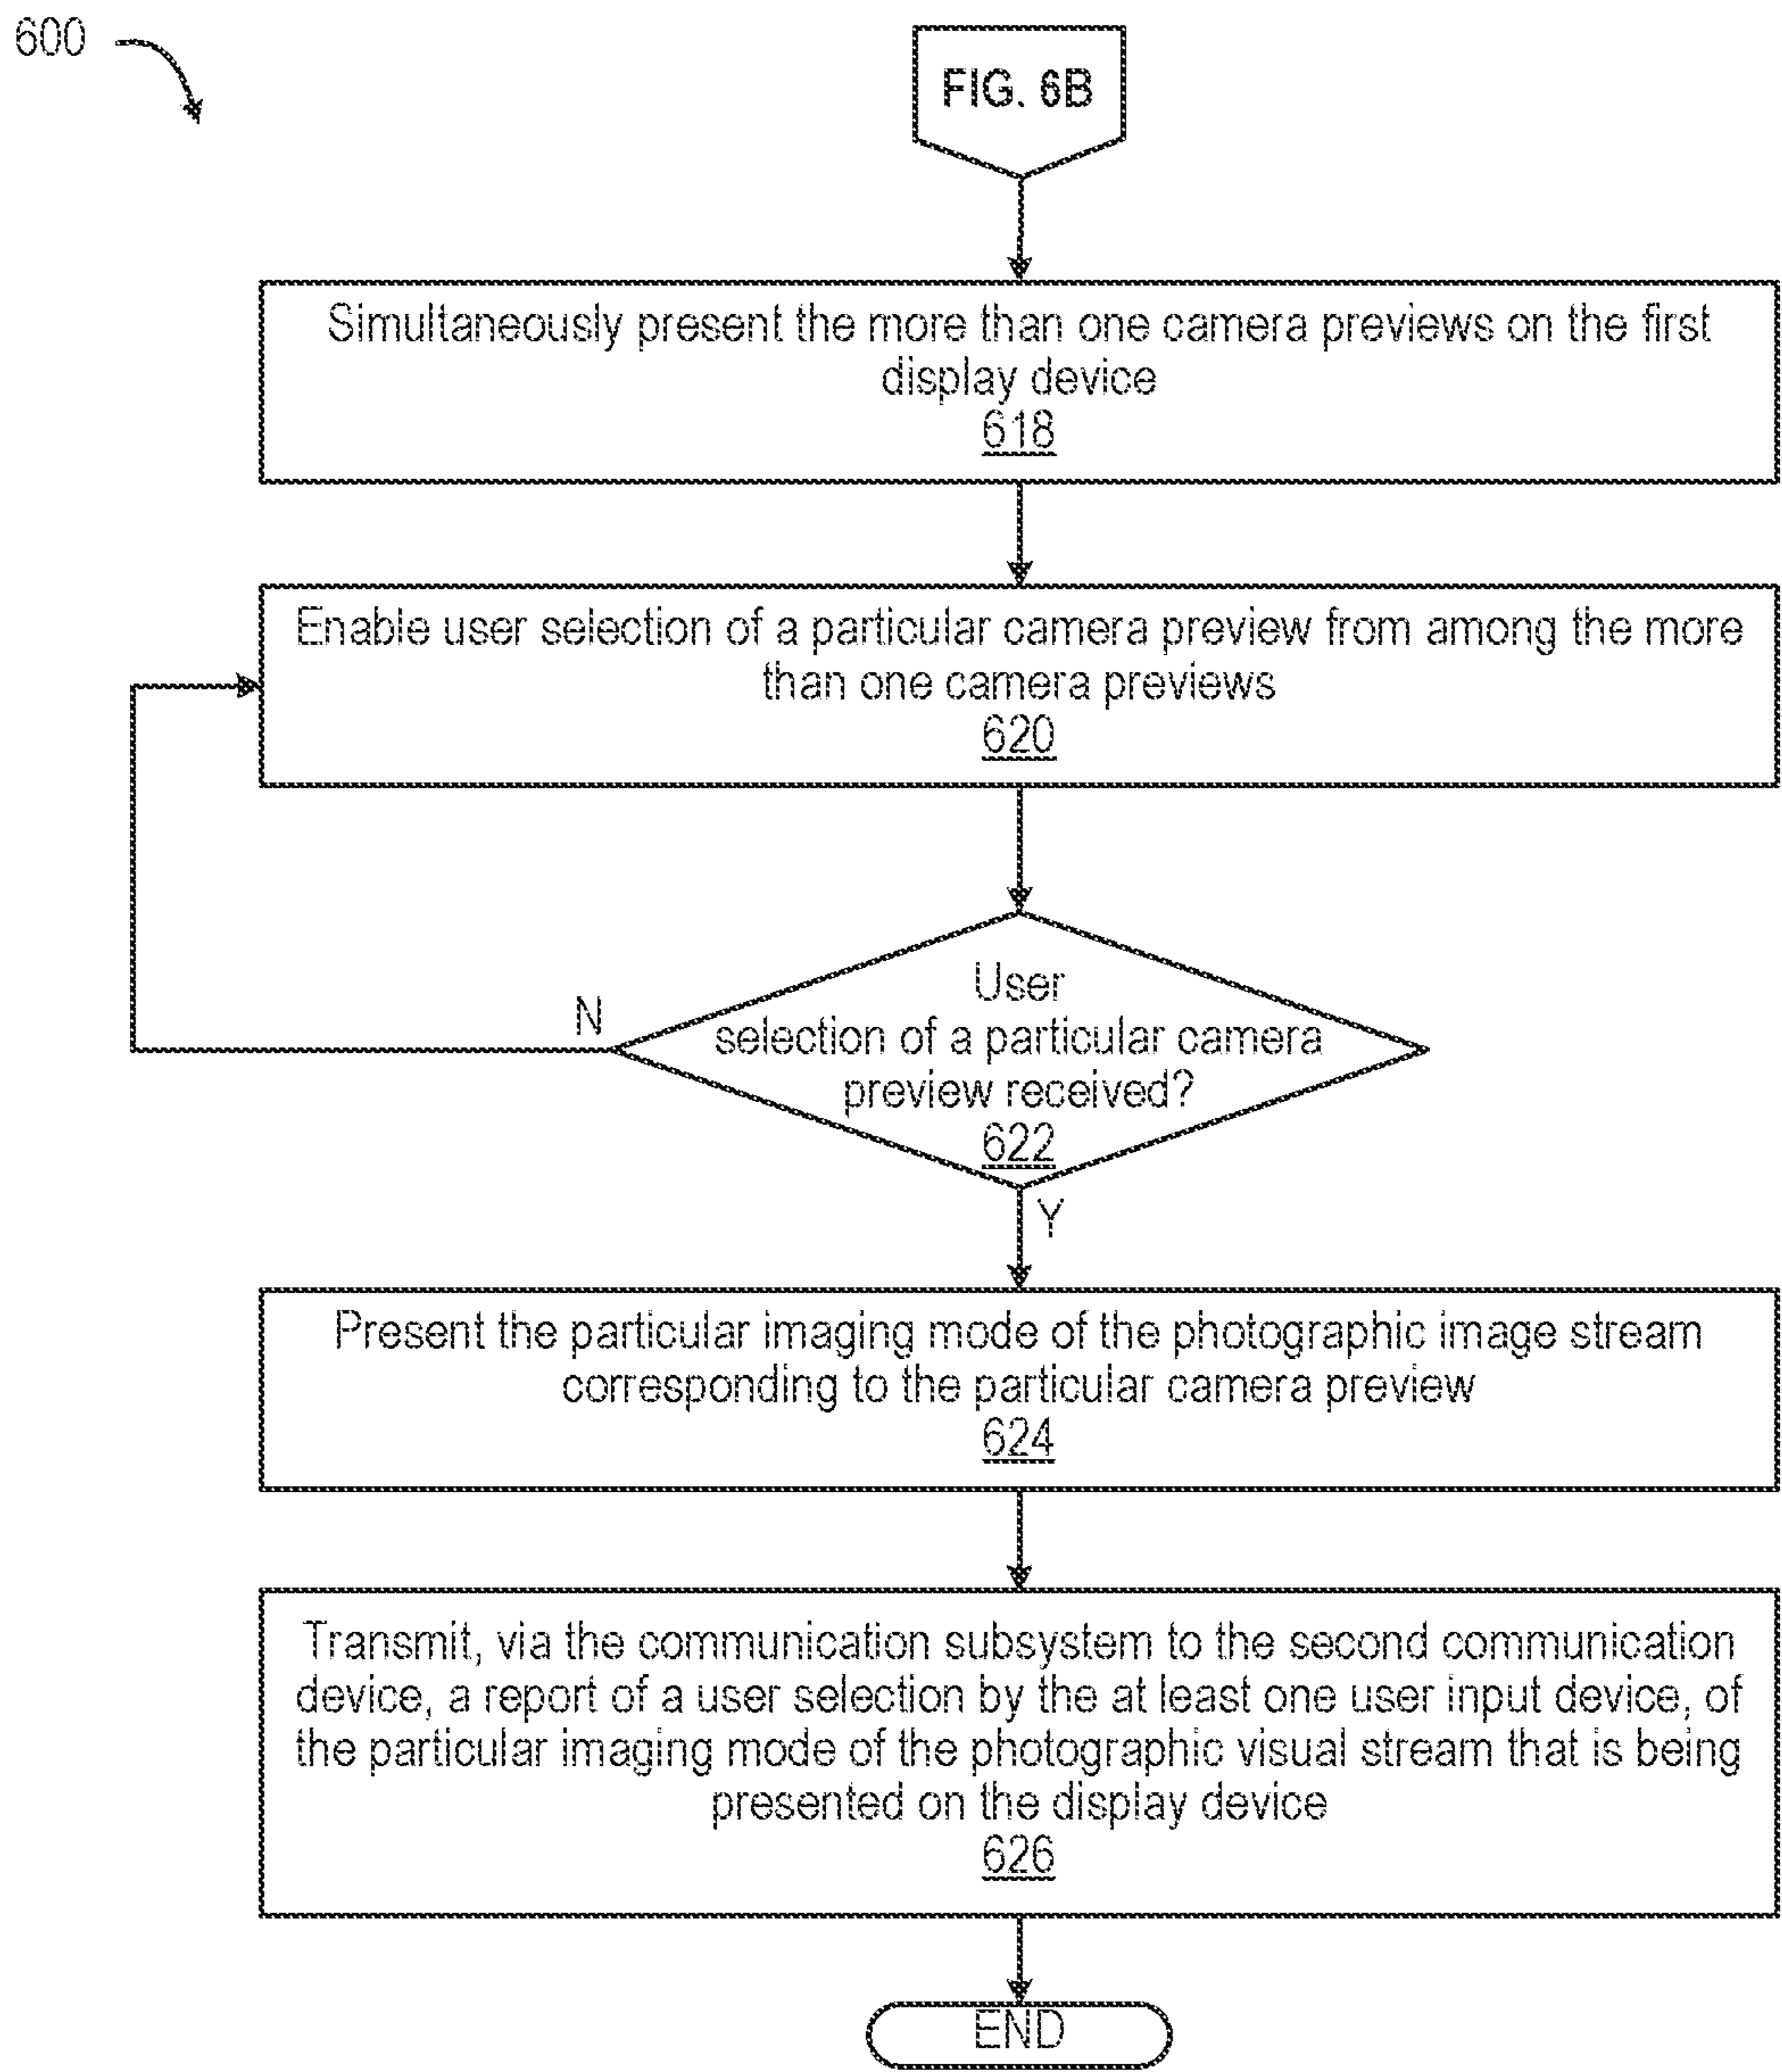 600
FIG. 6B
Simultaneously present the more than one camera previews on the first
display device
618
Enable user selection of a particular camera preview from among the more
than one camera previews
620
User
selection of a particular camera
preview received?
622
N
Y
Present the particular imaging mode of the photographic image stream
corresponding to the particular camera preview
624
Transmit, via the communication subsystem to the second communication
device, a report of a user selection by the at least one user input device, of
the particular imaging mode of the photographic visual stream that is being
presented on the display device
626
END